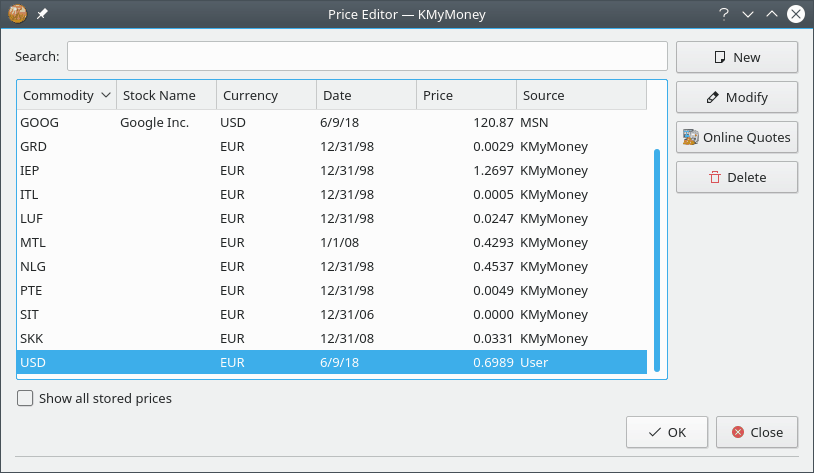 Price Editor — KMyMoney
Search:
New
Modify
Online Quotes
Delete
Commodity Stock Name Currency Date Price Source
GOOG Google Inc. USD 6/9/18 120.87 MSN
GRD EUR 12/31/98 0.0029 KMyMoney
IEP EUR 12/31/98 1.2697 KMyMoney
ITL EUR 12/31/98 0.0005 KMyMoney
LUF EUR 12/31/98 0.0247 KMyMoney
MTL EUR 1/1/08 0.4293 KMyMoney
NLG EUR 12/31/98 0.4537 KMyMoney
PTE EUR 12/31/98 0.0049 KMyMoney
SIT EUR 12/31/06 0.0000 KMyMoney
SKK EUR 12/31/08 0.0331 KMyMoney
USD EUR 6/9/18 0.6989 User
Show all stored prices
OK Close